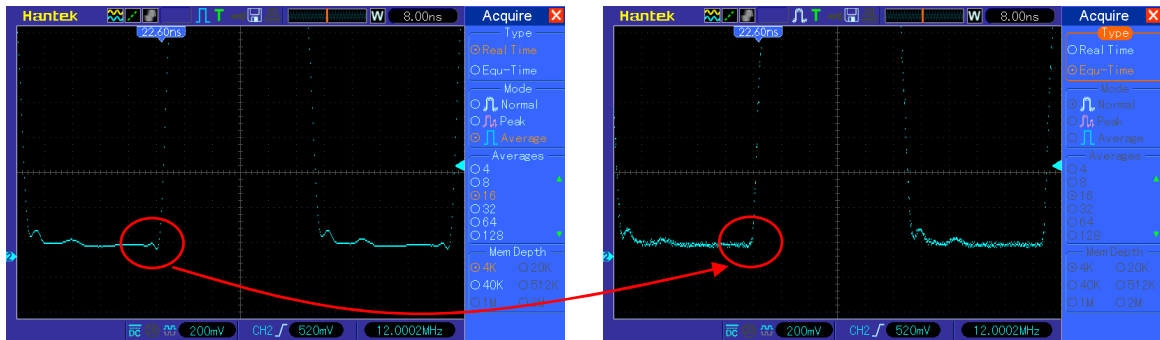 Hantek T W 8.00ns Acquire X
22.60ns
Type
Real Time
Equ-Time
Mode
Normal
Peak
Average
Averages
4
8
16
32
64
128
Mem Depth
4K 20K
40K 512K
1M 2M
2
DC 200mV CH2 520mV 12.0002MHz
Hantek T W 8.00ns Acquire X
22.60ns
Type
Real Time
Equ-Time
Mode
Normal
Peak
Average
Averages
4
8
16
32
64
128
Mem Depth
4K 20K
40K 512K
1M 2M
2
DC 200mV CH2 520mV 12.0002MHz